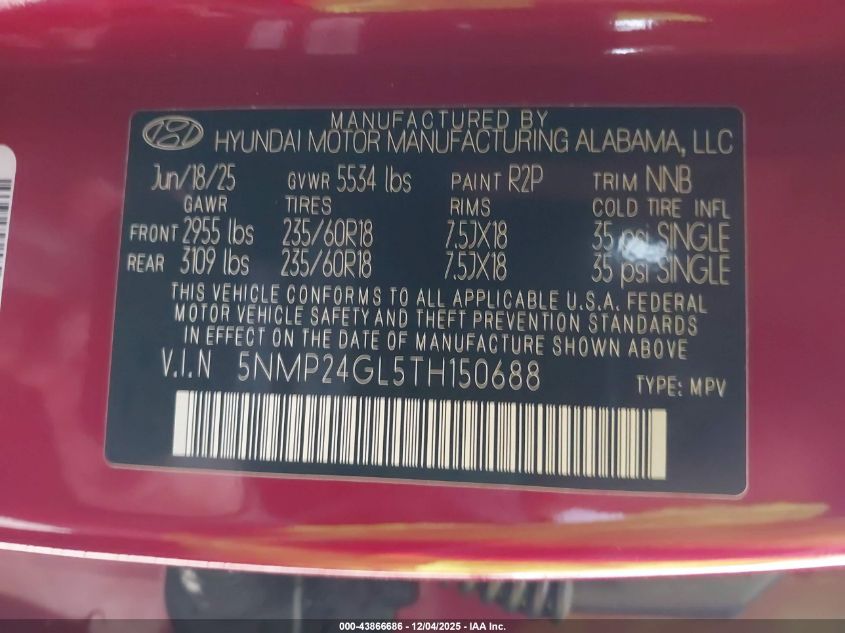 MANUFACTURED BY
HYUNDAI MOTOR MANUFACTURING ALABAMA, LLC
Jun/18/25 GVWR 5534 lbs PAINT R2P TRIM NNB
GAWR TIRES RIMS COLD TIRE INFL
FRONT 2955 lbs 235/60R18 7.5JX18 35 psi SINGLE
REAR 3109 lbs 235/60R18 7.5JX18 35 psi SINGLE
THIS VEHICLE CONFORMS TO ALL APPLICABLE U.S.A. FEDERAL
MOTOR VEHICLE SAFETY AND THEFT PREVENTION STANDARDS
IN EFFECT ON THE DATE OF MANUFACTURE SHOWN ABOVE.
V.I.N 5NMP24GL5TH150688 TYPE: MPV
000-43866686 - 12/04/2025 - IAA Inc.